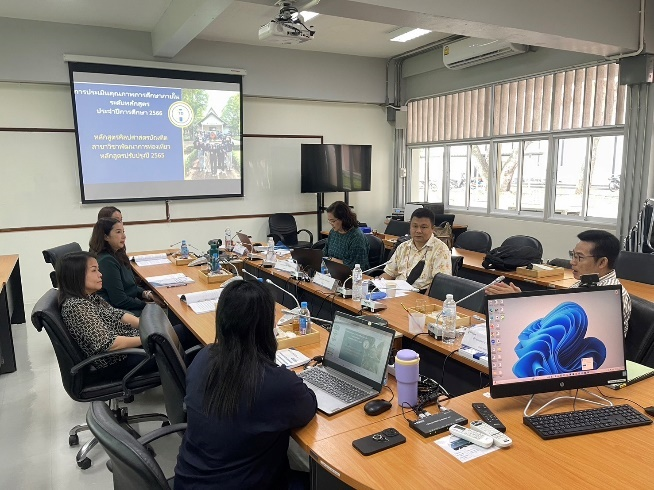 การประเมินคุณภาพการศึกษาภายใน
ระดับหลักสูตร
ประจำปีการศึกษา 2566
หลักสูตรศิลปศาสตรบัณฑิต
สาขาวิชาพัฒนาการท่องเที่ยว
หลักสูตรปรับปรุงปี 2565